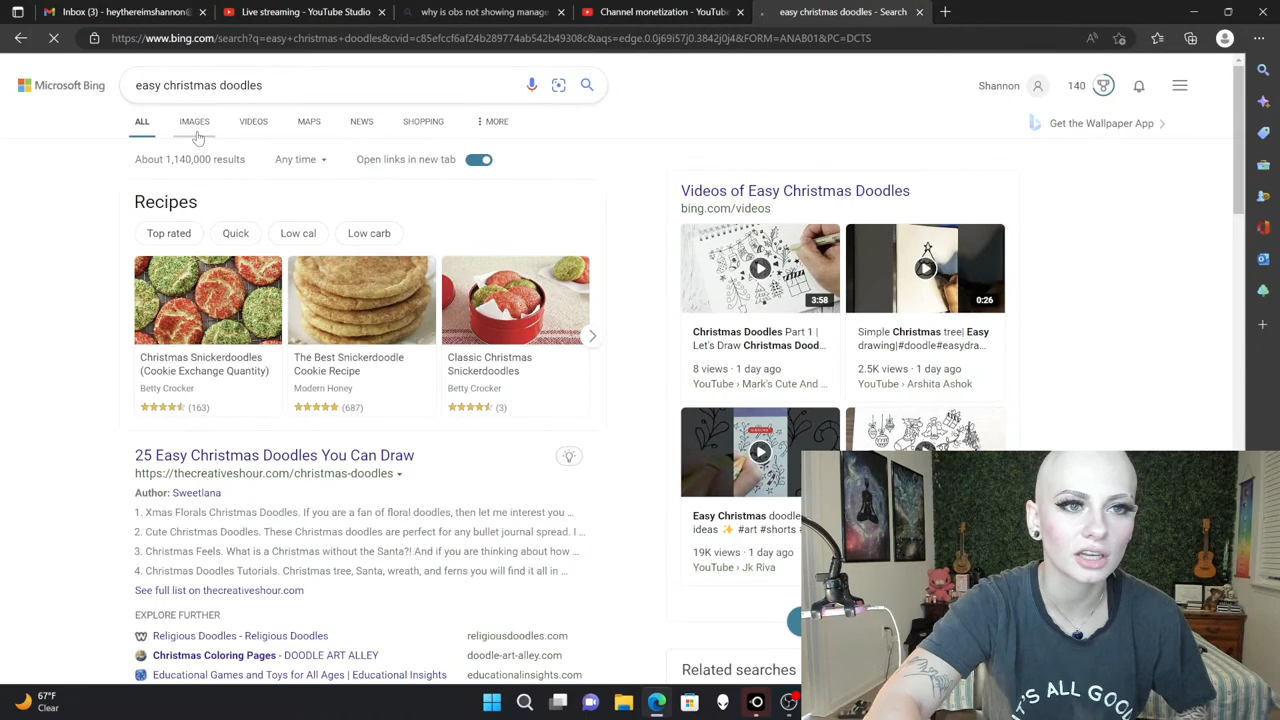 Inbox (3) - heythereimshannon@
Live streaming - YouTube Studio
why is obs not showing manage
Channel monetization - YouTube
easy christmas doodles - Search
https://www.bing.com/search?q=easy+christmas+doodles&cvid=c85efccf6af24b289774ab542b49308c&aqs=edge.0.0j69i57j0.3842j0j4&FORM=ANAB01&PC=DCTS
Microsoft Bing
easy christmas doodles
Shannon
140
ALL
IMAGES
VIDEOS
MAPS
NEWS
SHOPPING
MORE
Get the Wallpaper App
About 1,140,000 results
Any time
Open links in new tab
Recipes
Top rated
Quick
Low cal
Low carb
Christmas Snickerdoodles
(Cookie Exchange Quantity)
Betty Crocker
(163)
The Best Snickerdoodle
Cookie Recipe
Modern Honey
(687)
Classic Christmas
Snickerdoodles
Betty Crocker
(3)
25 Easy Christmas Doodles You Can Draw
https://thecreativeshour.com/christmas-doodles
Author: Sweetlana
1. Xmas Florals Christmas Doodles. If you are a fan of floral doodles, then let me interest you ...
2. Cute Christmas Doodles. These Christmas doodles are perfect for any bullet journal spread. I ...
3. Christmas Feels. What is a Christmas without the Santa?! And if you are thinking about how ...
4. Christmas Doodles Tutorials. Christmas tree, Santa, wreath, and ferns you will find it all in ...
See full list on thecreativeshour.com
EXPLORE FURTHER
Religious Doodles - Religious Doodles
religiousdoodles.com
Christmas Coloring Pages - DOODLE ART ALLEY
doodle-art-alley.com
Educational Games and Toys for All Ages | Educational Insights
educationalinsights.com
Videos of Easy Christmas Doodles
bing.com/videos
3:58
Christmas Doodles Part 1 |
Let's Draw Christmas Dood...
8 views · 1 day ago
YouTube › Mark's Cute And ...
0:26
Simple Christmas tree| Easy
drawing|#doodle#easydra...
2.5K views · 1 day ago
YouTube › Arshita Ashok
Easy Christmas doodle
ideas ✨ #art #shorts
19K views · 1 day ago
YouTube › Jk Riva
Related searches
IT'S ALL GOOD
67°F
Clear